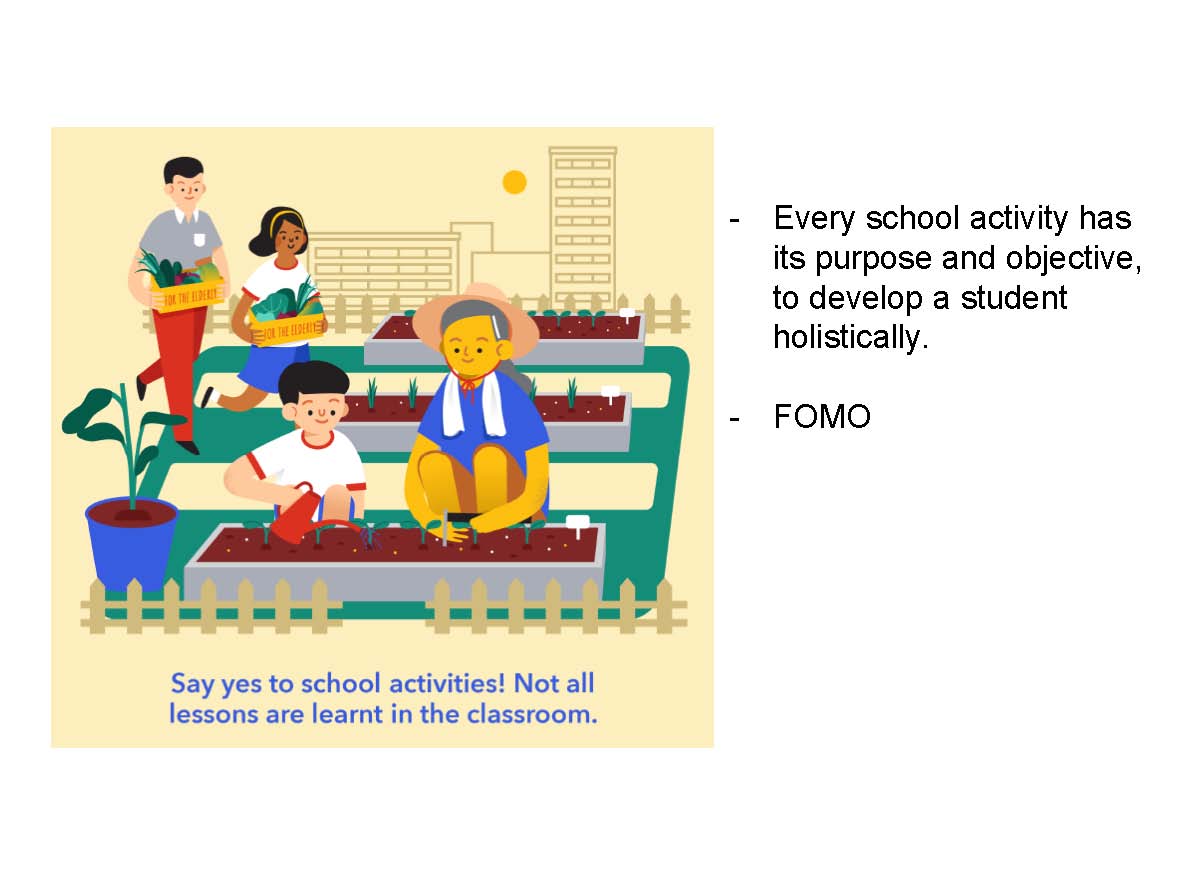 FOR THE ELDERLY
FOR THE ELDERLY
Say yes to school activities! Not all
lessons are learnt in the classroom.
- Every school activity has
its purpose and objective,
to develop a student
holistically.
- FOMO